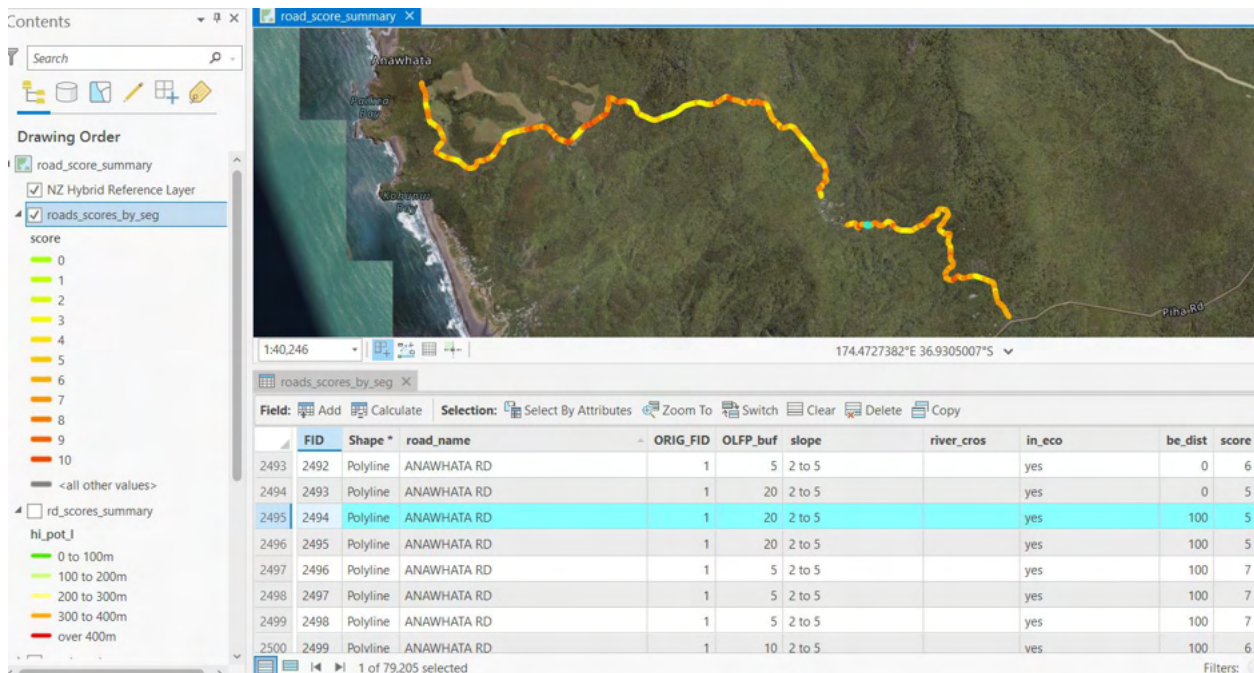 Contents
Search
Drawing Order
road_score_summary
NZ Hybrid Reference Layer
roads_scores_by_seg
score
0
1
2
3
4
5
6
7
8
9
10
<all other values>
rd_scores_summary
hi_pot_l
0 to 100m
100 to 200m
200 to 300m
300 to 400m
over 400m
road_score_summary
Anawhata
Bay
Kohunui
Bay
Piha Rd
1:40,246 174.4727382°E 36.9305007°S
roads_scores_by_seg
Field: Add Calculate Selection: Select By Attributes Zoom To Switch Clear Delete Copy
FID Shape * road_name ORIG_FID OLFP_buf slope river_cros in_eco be_dist score
2493 2492 Polyline ANAWHATA RD 1 5 2 to 5 yes 0 6
2494 2493 Polyline ANAWHATA RD 1 20 2 to 5 yes 0 5
2495 2494 Polyline ANAWHATA RD 1 20 2 to 5 yes 100 5
2496 2495 Polyline ANAWHATA RD 1 20 2 to 5 yes 100 5
2497 2496 Polyline ANAWHATA RD 1 5 2 to 5 yes 100 7
2498 2497 Polyline ANAWHATA RD 1 5 2 to 5 yes 100 7
2499 2498 Polyline ANAWHATA RD 1 5 2 to 5 yes 100 7
2500 2499 Polyline ANAWHATA RD 1 10 2 to 5 yes 100 6
1 of 79,205 selected Filters: